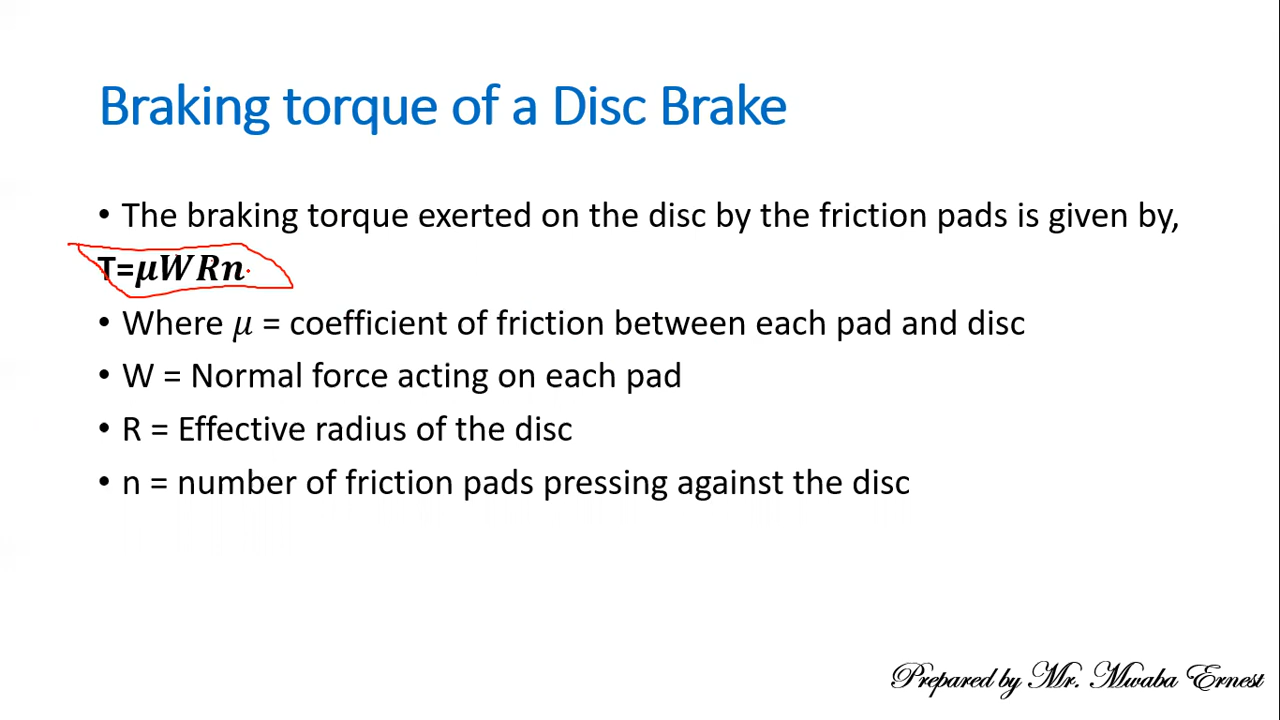 Braking torque of a Disc Brake
• The braking torque exerted on the disc by the friction pads is given by,
T=𝝁𝑾𝑹𝒏
• Where 𝜇 = coefficient of friction between each pad and disc
• W = Normal force acting on each pad
• R = Effective radius of the disc
• n = number of friction pads pressing against the disc
Prepared by Mr. Mwaba Ernest